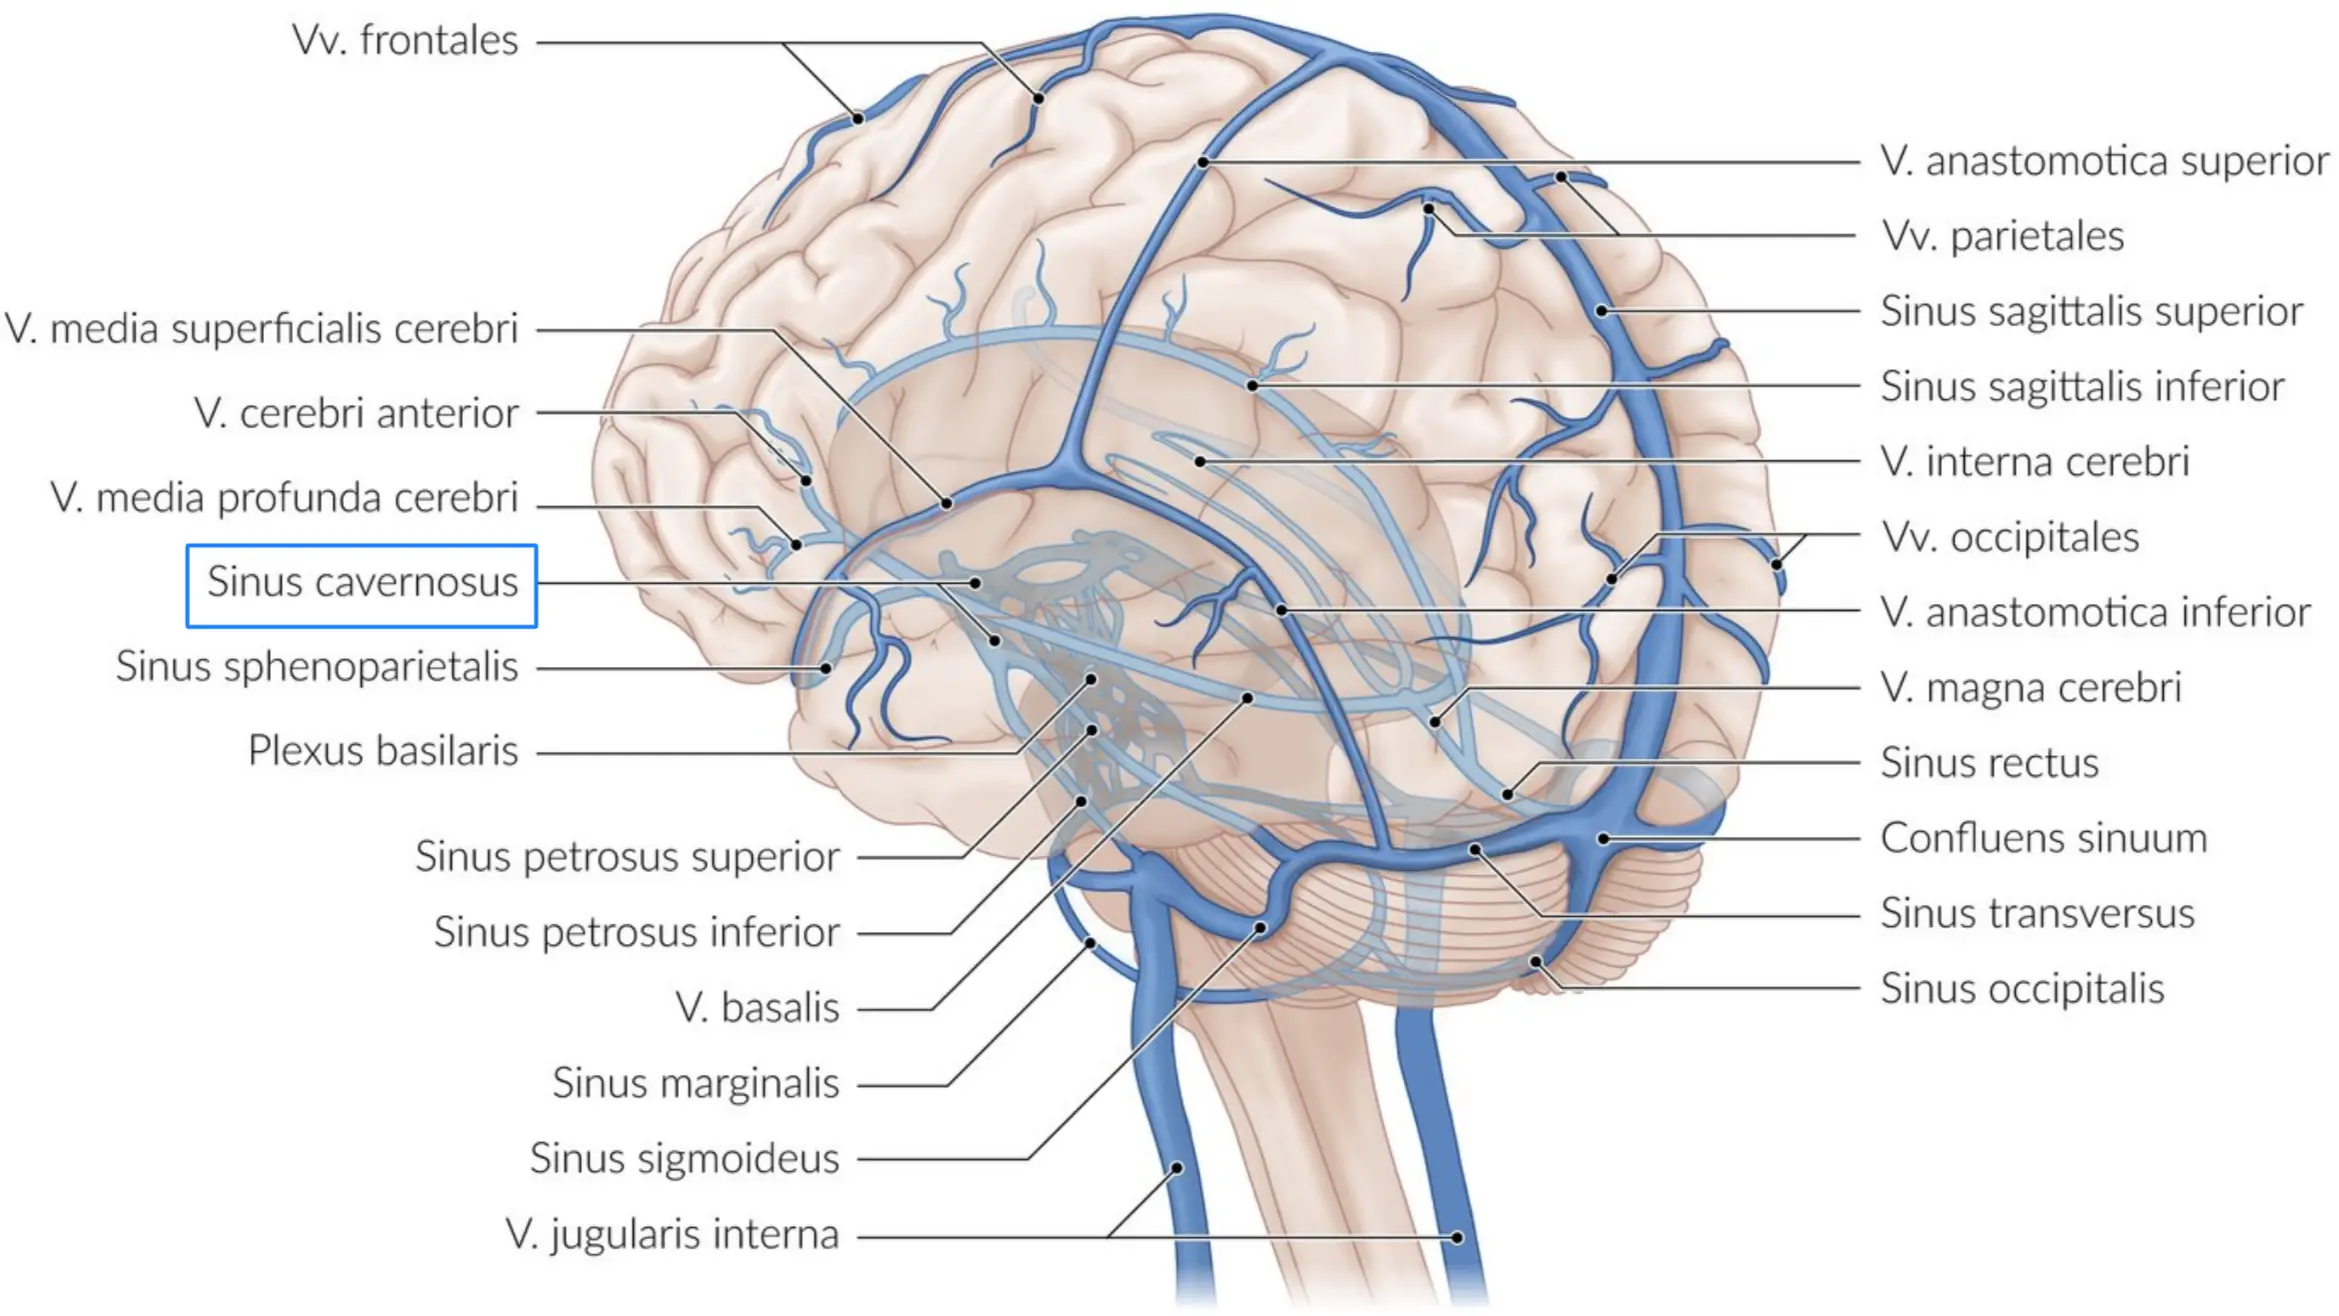 Vv. frontales
V. media superficialis cerebri
V. cerebri anterior
V. media profunda cerebri
Sinus cavernosus
Sinus sphenoparietalis
Plexus basilaris
Sinus petrosus superior
Sinus petrosus inferior
V. basalis
Sinus marginalis
Sinus sigmoideus
V. jugularis interna
V. anastomotica superior
Vv. parietales
Sinus sagittalis superior
Sinus sagittalis inferior
V. interna cerebri
Vv. occipitales
V. anastomotica inferior
V. magna cerebri
Sinus rectus
Confluens sinuum
Sinus transversus
Sinus occipitalis